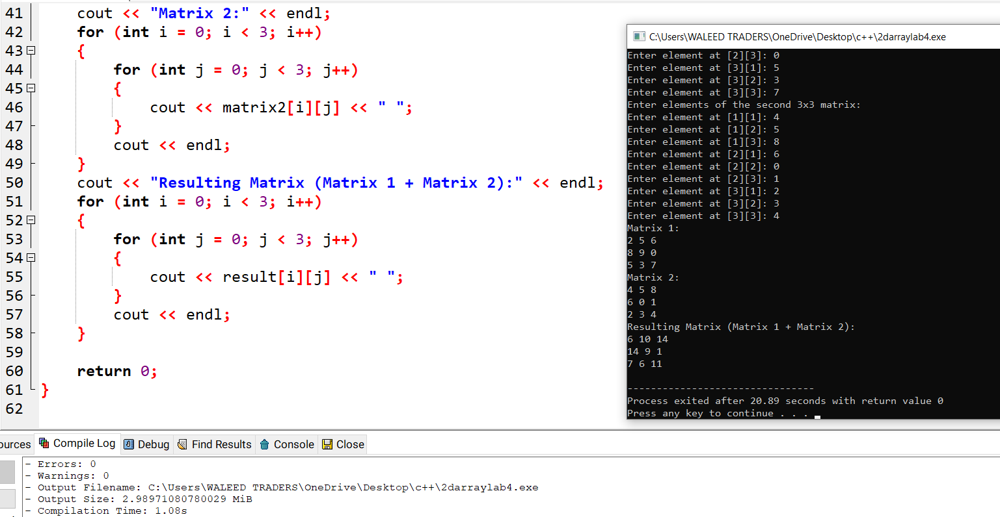 41 cout << "Matrix 2:" << endl;
42 for (int i = 0; i < 3; i++)
43 {
44 for (int j = 0; j < 3; j++)
45 {
46 cout << matrix2[i][j] << " ";
47 }
48 cout << endl;
49 }
50 cout << "Resulting Matrix (Matrix 1 + Matrix 2):" << endl;
51 for (int i = 0; i < 3; i++)
52 {
53 for (int j = 0; j < 3; j++)
54 {
55 cout << result[i][j] << " ";
56 }
57 cout << endl;
58 }
59
60 return 0;
61 }
62
C:\Users\WALEED TRADERS\OneDrive\Desktop\c++\2darraylab4.exe
Enter element at [2][3]: 0
Enter element at [3][1]: 5
Enter element at [3][2]: 3
Enter element at [3][3]: 7
Enter elements of the second 3x3 matrix:
Enter element at [1][1]: 4
Enter element at [1][2]: 5
Enter element at [1][3]: 8
Enter element at [2][1]: 6
Enter element at [2][2]: 0
Enter element at [2][3]: 1
Enter element at [3][1]: 2
Enter element at [3][2]: 3
Enter element at [3][3]: 4
Matrix 1:
2 5 6
8 9 0
5 3 7
Matrix 2:
4 5 8
6 0 1
2 3 4
Resulting Matrix (Matrix 1 + Matrix 2):
6 10 14
14 9 1
7 6 11
--------------------------------
Process exited after 20.89 seconds with return value 0
Press any key to continue . . .
ources Compile Log Debug Find Results Console Close
- Errors: 0
- Warnings: 0
- Output Filename: C:\Users\WALEED TRADERS\OneDrive\Desktop\c++\2darraylab4.exe
- Output Size: 2.98971080780029 MiB
- Compilation Time: 1.08s